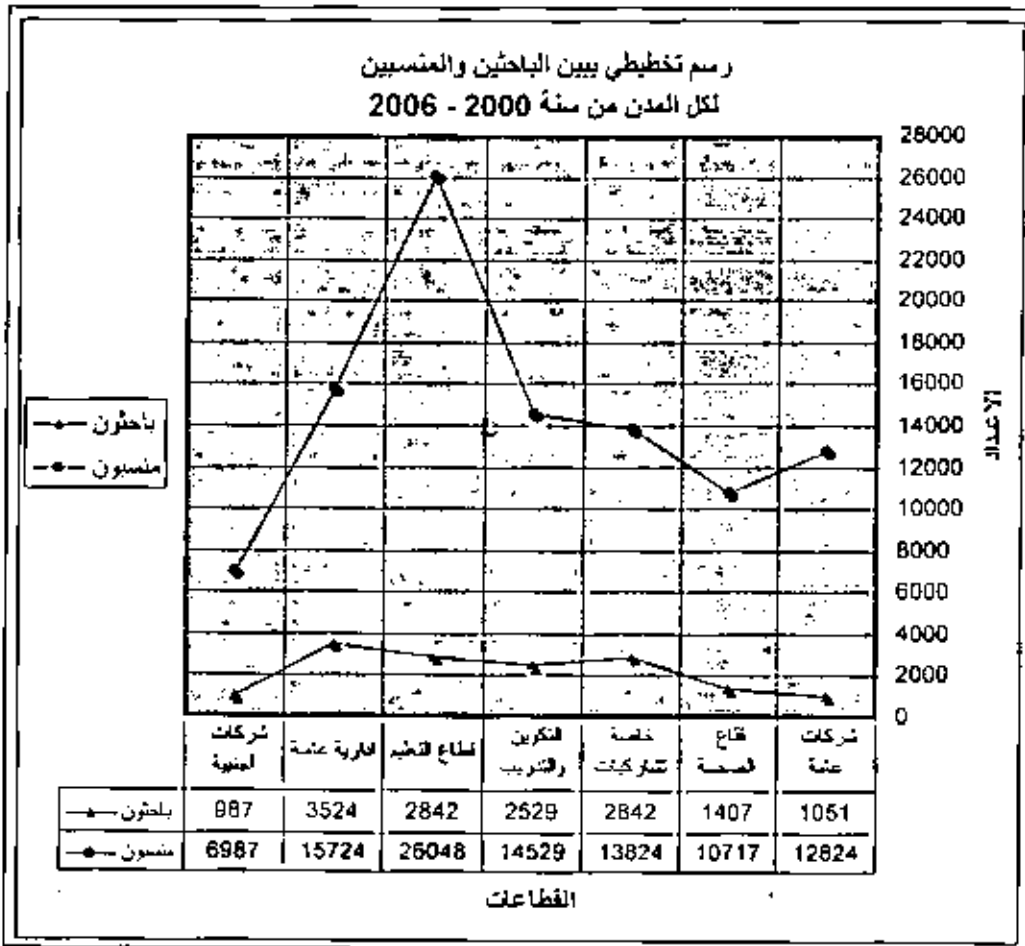 رسم تخطيطي يبين الباحثين والمنسبين
لكل المدن من سنة 2000 - 2006
28000
26000
24000
22000
20000
18000
16000
14000
12000
10000
8000
6000
4000
2000
0
الاعداد
باحثون
منسبون
شركات عامة
قطاع الصحة
خاصة تشاركيات
التكوين والتدريب
قطاع التعليم
ادارية عامة
شركات اجنبية
باحثون 987 3524 2842 2529 2842 1407 1051
منسبون 6987 15724 26048 14529 13824 10717 12824
القطاعات